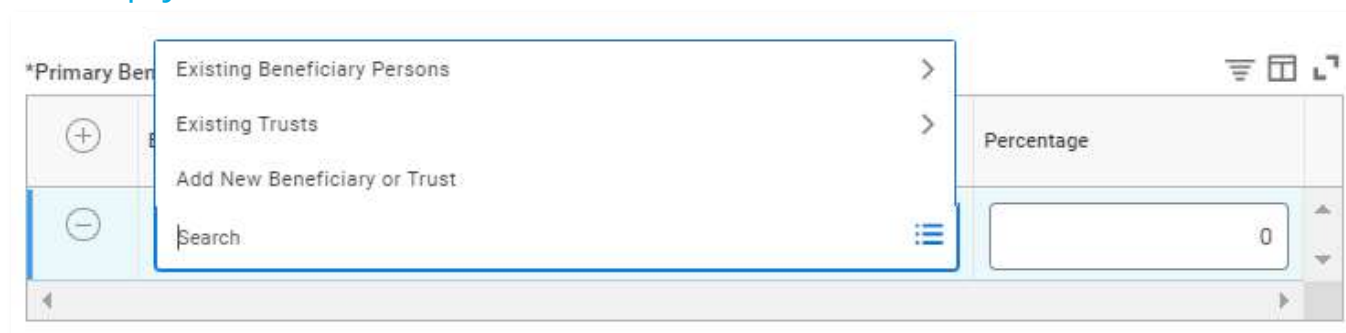 *Primary Ben
Existing Beneficiary Persons
Existing Trusts
Percentage
Add New Beneficiary or Trust
Search
0